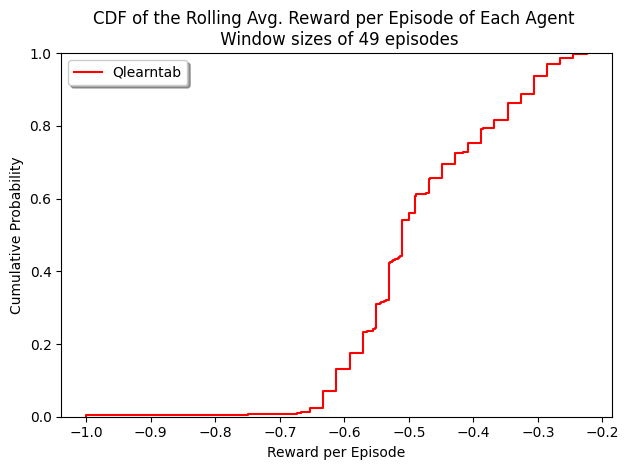 CDF of the Rolling Avg. Reward per Episode of Each Agent
Window sizes of 49 episodes
Qlearntab
Cumulative Probability
1.0
0.8
0.6
0.4
0.2
0.0
−1.0 −0.9 −0.8 −0.7 −0.6 −0.5 −0.4 −0.3 −0.2
Reward per Episode